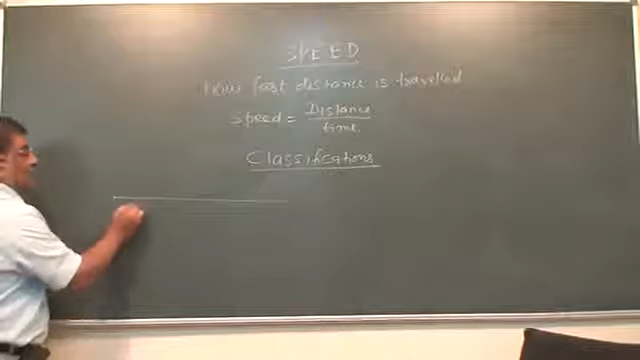 SPEED
How fast distance is travelled
Speed = Distance
time
Classifications